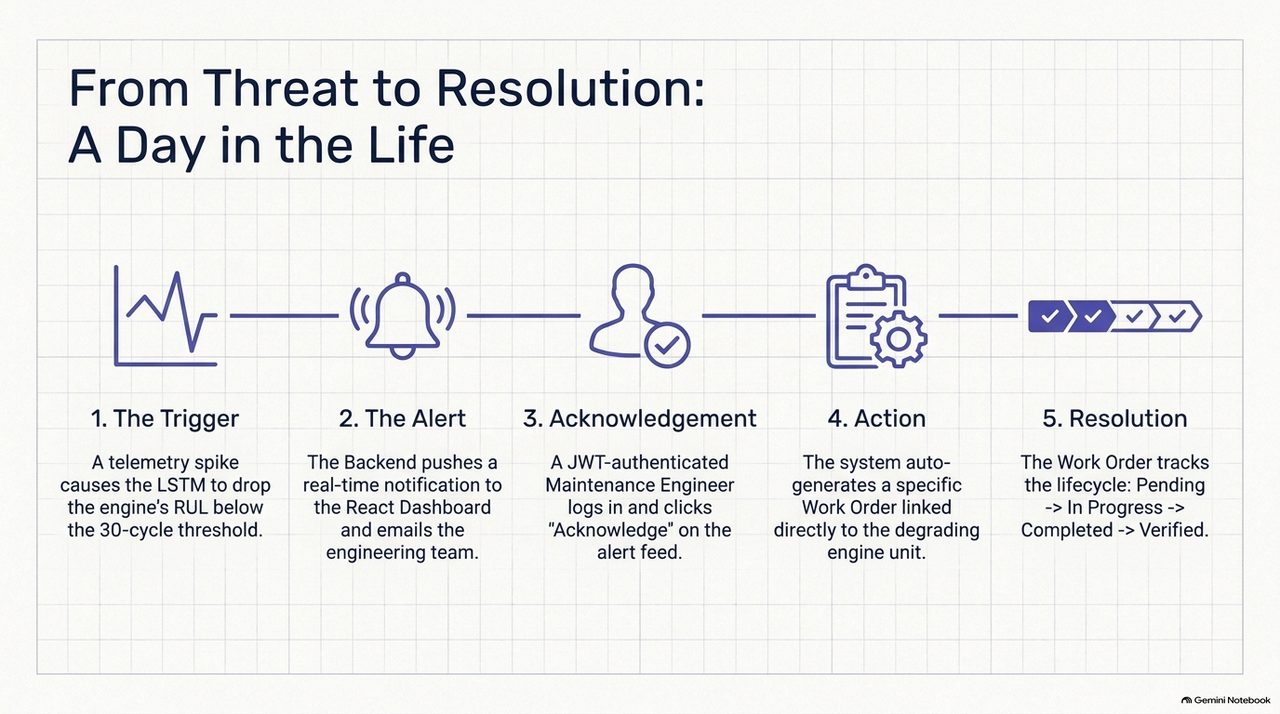 From Threat to Resolution:
A Day in the Life
1. The Trigger
A telemetry spike
causes the LSTM to drop
the engine's RUL below
the 30-cycle threshold.
2. The Alert
The Backend pushes a
real-time notification to
the React Dashboard
and emails the
engineering team.
3. Acknowledgement
A JWT-authenticated
Maintenance Engineer
logs in and clicks
"Acknowledge" on the
alert feed.
4. Action
The system auto-
generates a specific
Work Order linked
directly to the degrading
engine unit.
5. Resolution
The Work Order tracks
the lifecycle: Pending
-> In Progress ->
Completed -> Verified.
Gemini Notebook